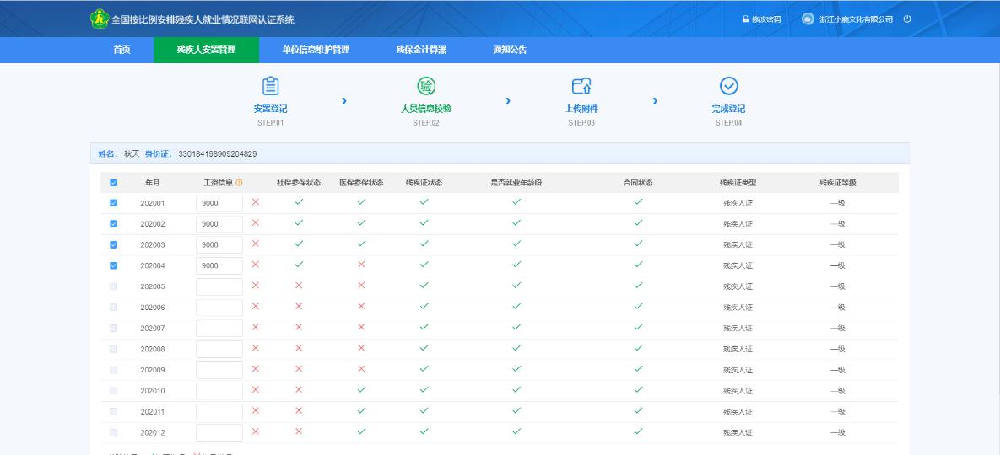 全国按比例安排残疾人就业情况联网认证系统
修改密码 浙江小鹿文化有限公司
首页 残疾人安置管理 单位信息维护管理 残保金计算器 通知公告
验
安置登记 › 人员信息校验 › 上传附件 › 完成登记
STEP.01 STEP.02 STEP.03 STEP.04
姓名： 秋天 身份证： 330184198909204829
年月 工资信息 社保参保状态 医保参保状态 残疾证状态 是否就业年龄段 合同状态 残疾证类型 残疾证等级
202001 9000 残疾人证 一级
202002 9000 残疾人证 一级
202003 9000 残疾人证 一级
202004 9000 残疾人证 一级
202005 残疾人证 一级
202006 残疾人证 一级
202007 残疾人证 一级
202008 残疾人证 一级
202009 残疾人证 一级
202010 残疾人证 一级
202011 残疾人证 一级
202012 残疾人证 一级